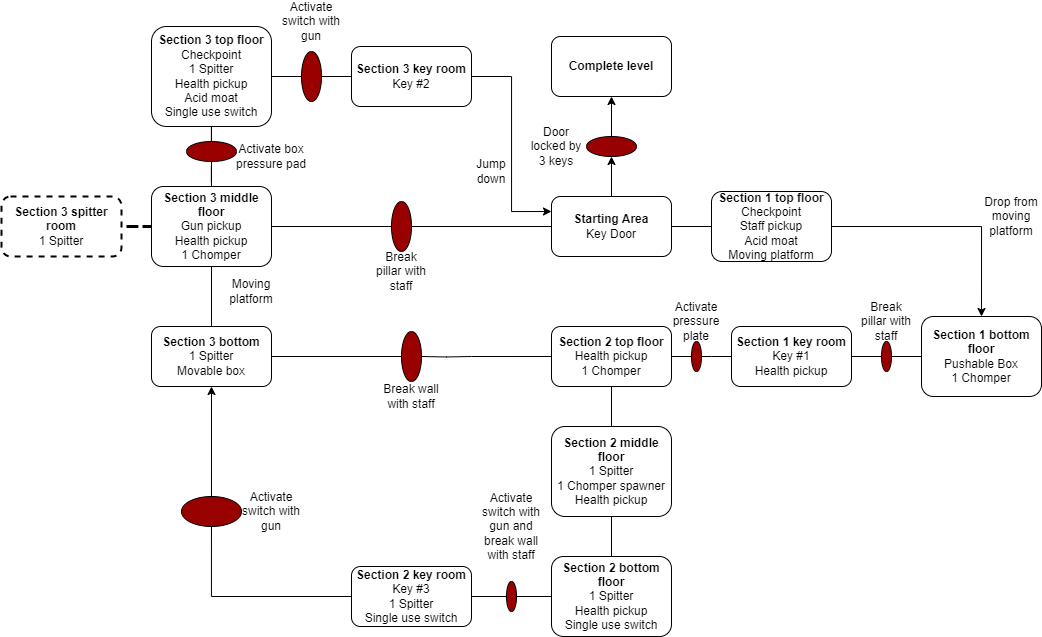 Activate
switch with
gun
Section 3 top floor
Checkpoint
1 Spitter
Health pickup
Acid moat
Single use switch
Section 3 key room
Key #2
Complete level
Door
locked by
3 keys
Activate box
pressure pad
Jump
down
Section 3 spitter
room
1 Spitter
Section 3 middle
floor
Gun pickup
Health pickup
1 Chomper
Break
pillar with
staff
Starting Area
Key Door
Section 1 top floor
Checkpoint
Staff pickup
Acid moat
Moving platform
Drop from
moving
platform
Moving
platform
Section 3 bottom
1 Spitter
Movable box
Break wall
with staff
Section 2 top floor
Health pickup
1 Chomper
Activate
pressure
plate
Section 1 key room
Key #1
Health pickup
Break
pillar with
staff
Section 1 bottom
floor
Pushable Box
1 Chomper
Section 2 middle
floor
1 Spitter
1 Chomper spawner
Health pickup
Activate
switch with
gun
Activate
switch with
gun and
break wall
with staff
Section 2 key room
Key #3
1 Spitter
Single use switch
Section 2 bottom
floor
1 Spitter
Health pickup
Single use switch